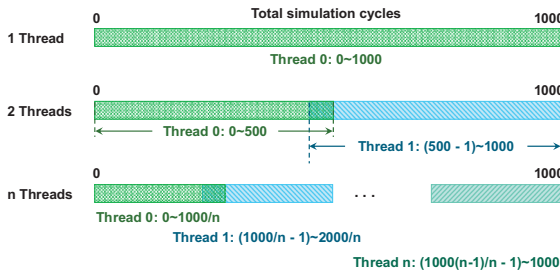 Total simulation cycles
0 1000
1 Thread
Thread 0: 0~1000
0 1000
2 Threads
Thread 0: 0~500
Thread 1: (500 - 1)~1000
0 1000
n Threads
. . .
Thread 0: 0~1000/n
Thread 1: (1000/n - 1)~2000/n
Thread n: (1000(n-1)/n - 1)~1000